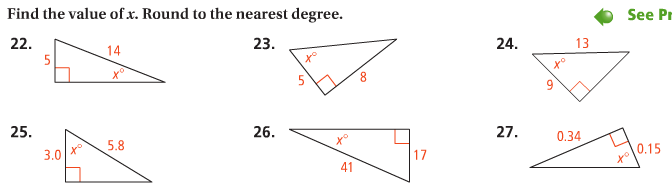 Find the value of x. Round to the nearest degree.
See Pr
22.
14
5
x°
23.
x°
5
8
24.
13
x°
9
25.
3.0
x°
5.8
26.
x°
41
17
27.
0.34
x°
0.15